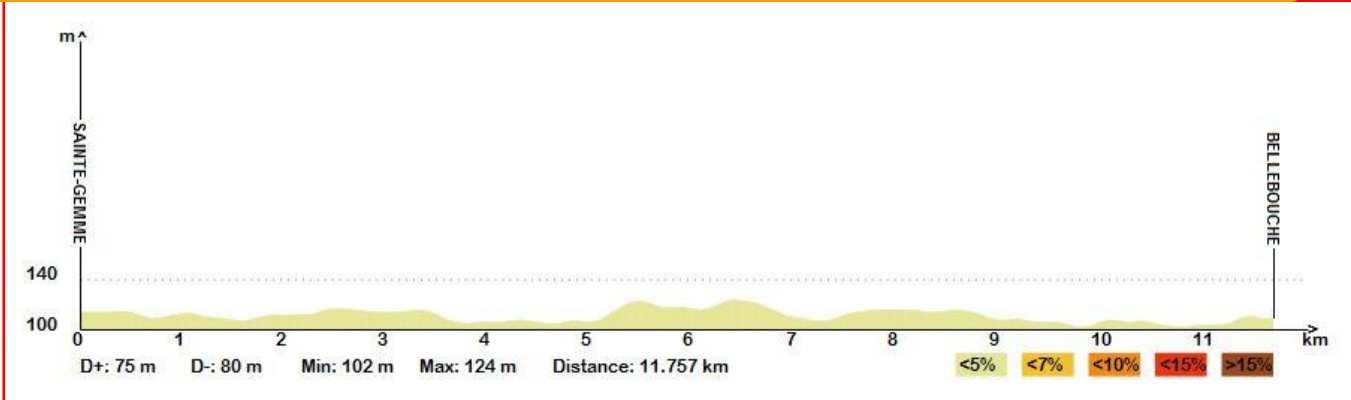 m
SAINTE-GEMME
BELLEBOUCHE
140
100
0 1 2 3 4 5 6 7 8 9 10 11 km
D+: 75 m D-: 80 m Min: 102 m Max: 124 m Distance: 11.757 km
<5% <7% <10% <15% >15%